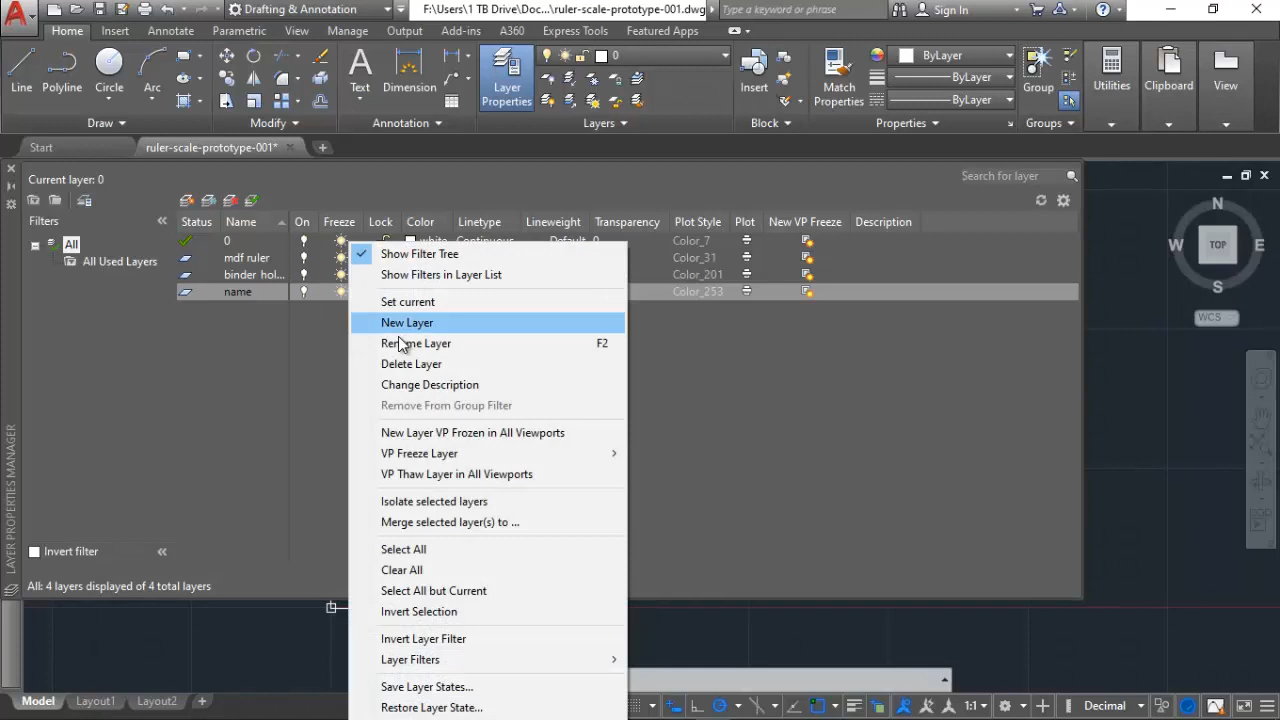 Drafting & Annotation
F:\Users\1 TB Drive\Doc...\ruler-scale-prototype-001.dwg
Type a keyword or phrase
Sign In
Home Insert Annotate Parametric View Manage Output Add-ins A360 Express Tools Featured Apps
0
ByLayer
ByLayer
ByLayer
Line Polyline Circle Arc Text Dimension Layer Properties Insert Match Properties Group Utilities Clipboard View
Draw Modify Annotation Layers Block Properties Groups
Start ruler-scale-prototype-001*
Current layer: 0
Search for layer
Filters
Status Name On Freeze Lock Color Linetype Lineweight Transparency Plot Style Plot New VP Freeze Description
All
All Used Layers
0 white Continuous Default 0 Color_7
mdf ruler Color_31
binder hol... Color_201
name Color_253
Show Filter Tree
Show Filters in Layer List
Set current
New Layer
Rename Layer F2
Delete Layer
Change Description
Remove From Group Filter
New Layer VP Frozen in All Viewports
VP Freeze Layer
VP Thaw Layer in All Viewports
Isolate selected layers
Merge selected layer(s) to ...
Select All
Clear All
Select All but Current
Invert Selection
Invert Layer Filter
Layer Filters
Save Layer States...
Restore Layer State...
Invert filter
All: 4 layers displayed of 4 total layers
LAYER PROPERTIES MANAGER
N
W TOP E
S
WCS
Model Layout1 Layout2
1:1 Decimal